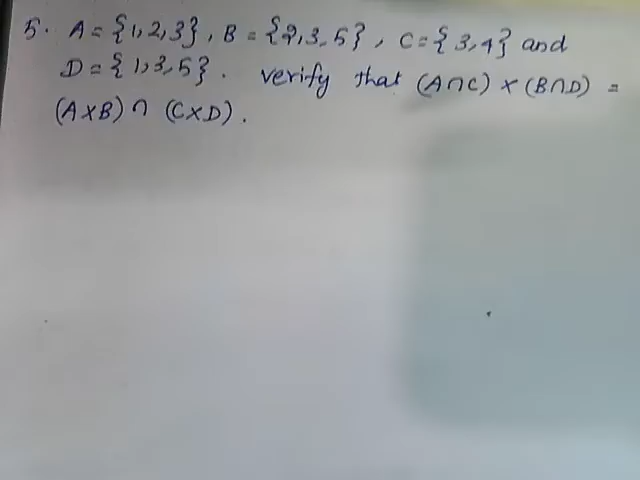 5. A = {1, 2, 3}, B = {2, 3, 5}, C = {3, 4} and
D = {1, 3, 5}. verify that (A∩C) × (B∩D) =
(A×B) ∩ (C×D).